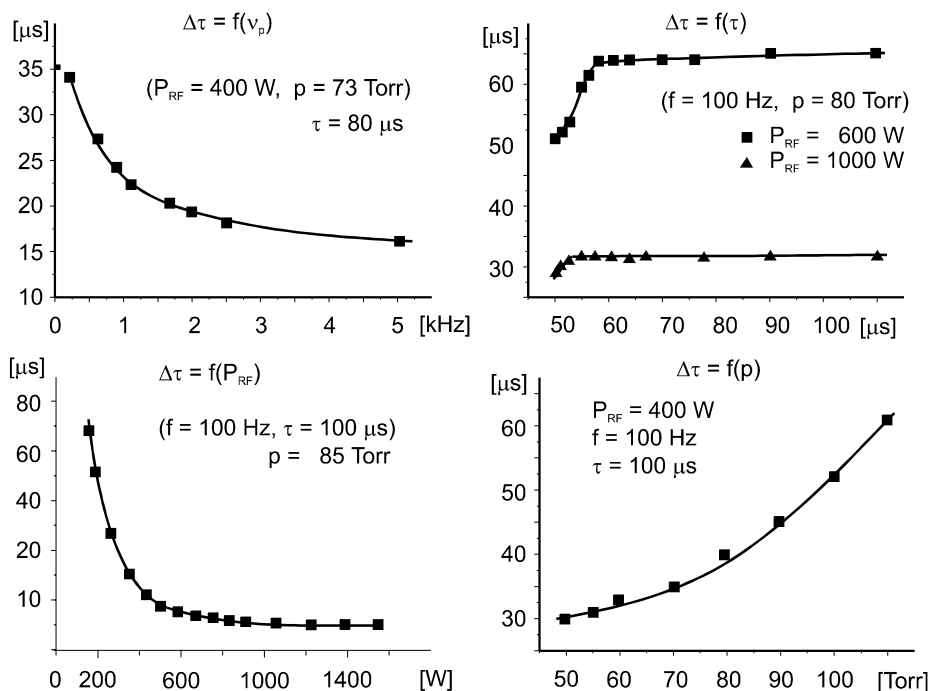 Δτ = f(νp)
[μs]
35
30
25
20
15
10
(PRF = 400 W, p = 73 Torr)
τ = 80 μs
0 1 2 3 4 5 [kHz]
Δτ = f(τ)
[μs]
60
50
40
30
(f = 100 Hz, p = 80 Torr)
PRF = 600 W
PRF = 1000 W
50 60 70 80 90 100 [μs]
Δτ = f(PRF)
[μs]
80
60
40
20
10
(f = 100 Hz, τ = 100 μs)
p = 85 Torr
200 600 1000 1400 [W]
Δτ = f(p)
[μs]
60
50
40
30
PRF = 400 W
f = 100 Hz
τ = 100 μs
50 60 70 80 90 100 [Torr]